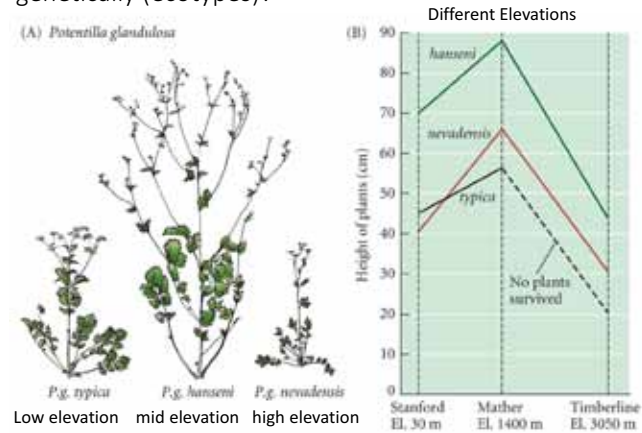 genetically (ecotypes).
Different Elevations
(A) Potentilla glandulosa
(B)
90
80
70
60
50
40
30
20
10
0
Height of plants (cm)
hanseni
nevadensis
typica
No plants
survived
P.g. typica
P.g. hanseni
P.g. nevadensis
Low elevation
mid elevation
high elevation
Stanford
El, 30 m
Mather
El, 1400 m
Timberline
El, 3050 m